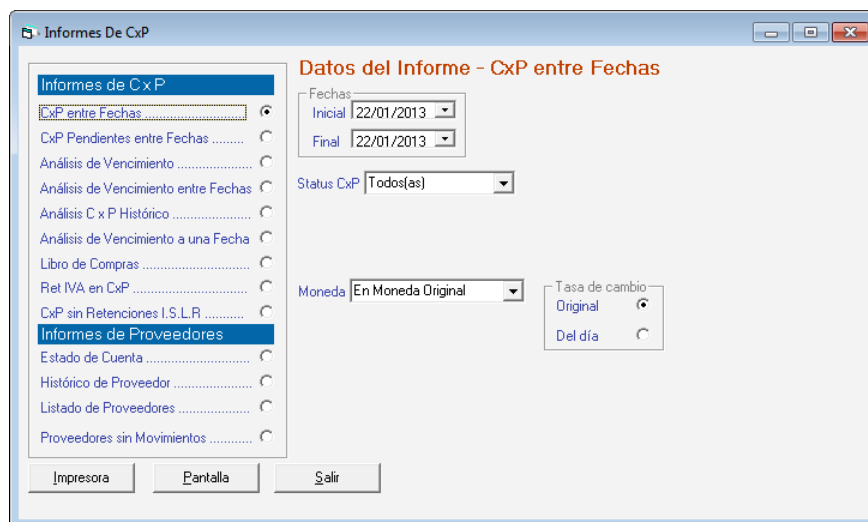 Informes De CxP
Informes de C x P
CxP entre Fechas ..........................
CxP Pendientes entre Fechas ........
Análisis de Vencimiento ....................
Análisis de Vencimiento entre Fechas
Análisis C x P Histórico .....................
Análisis de Vencimiento a una Fecha
Libro de Compras ............................
Ret IVA en CxP ..............................
CxP sin Retenciones I.S.L.R ..........
Informes de Proveedores
Estado de Cuenta ...........................
Histórico de Proveedor ....................
Listado de Proveedores ...................
Proveedores sin Movimientos ...........
Datos del Informe - CxP entre Fechas
Fechas
Inicial 22/01/2013
Final 22/01/2013
Status CxP Todos(as)
Moneda En Moneda Original
Tasa de cambio
Original
Del día
Impresora Pantalla Salir